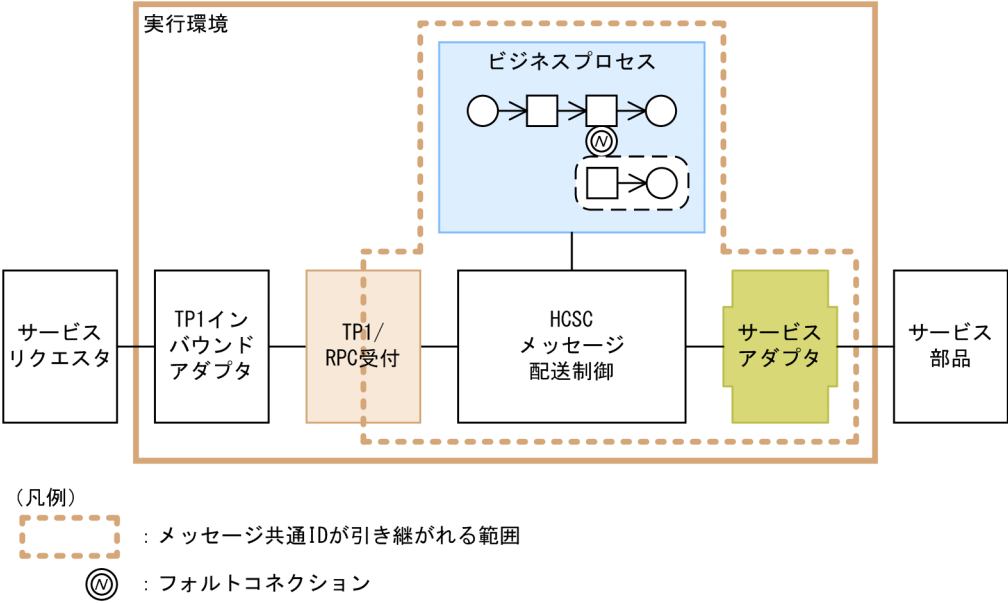 実行環境
ビジネスプロセス
サービス
リクエスタ
TP1イン
バウンド
アダプタ
TP1/
RPC受付
HCSC
メッセージ
配送制御
サービス
アダプタ
サービス
部品
（凡例）
：メッセージ共通IDが引き継がれる範囲
：フォルトコネクション